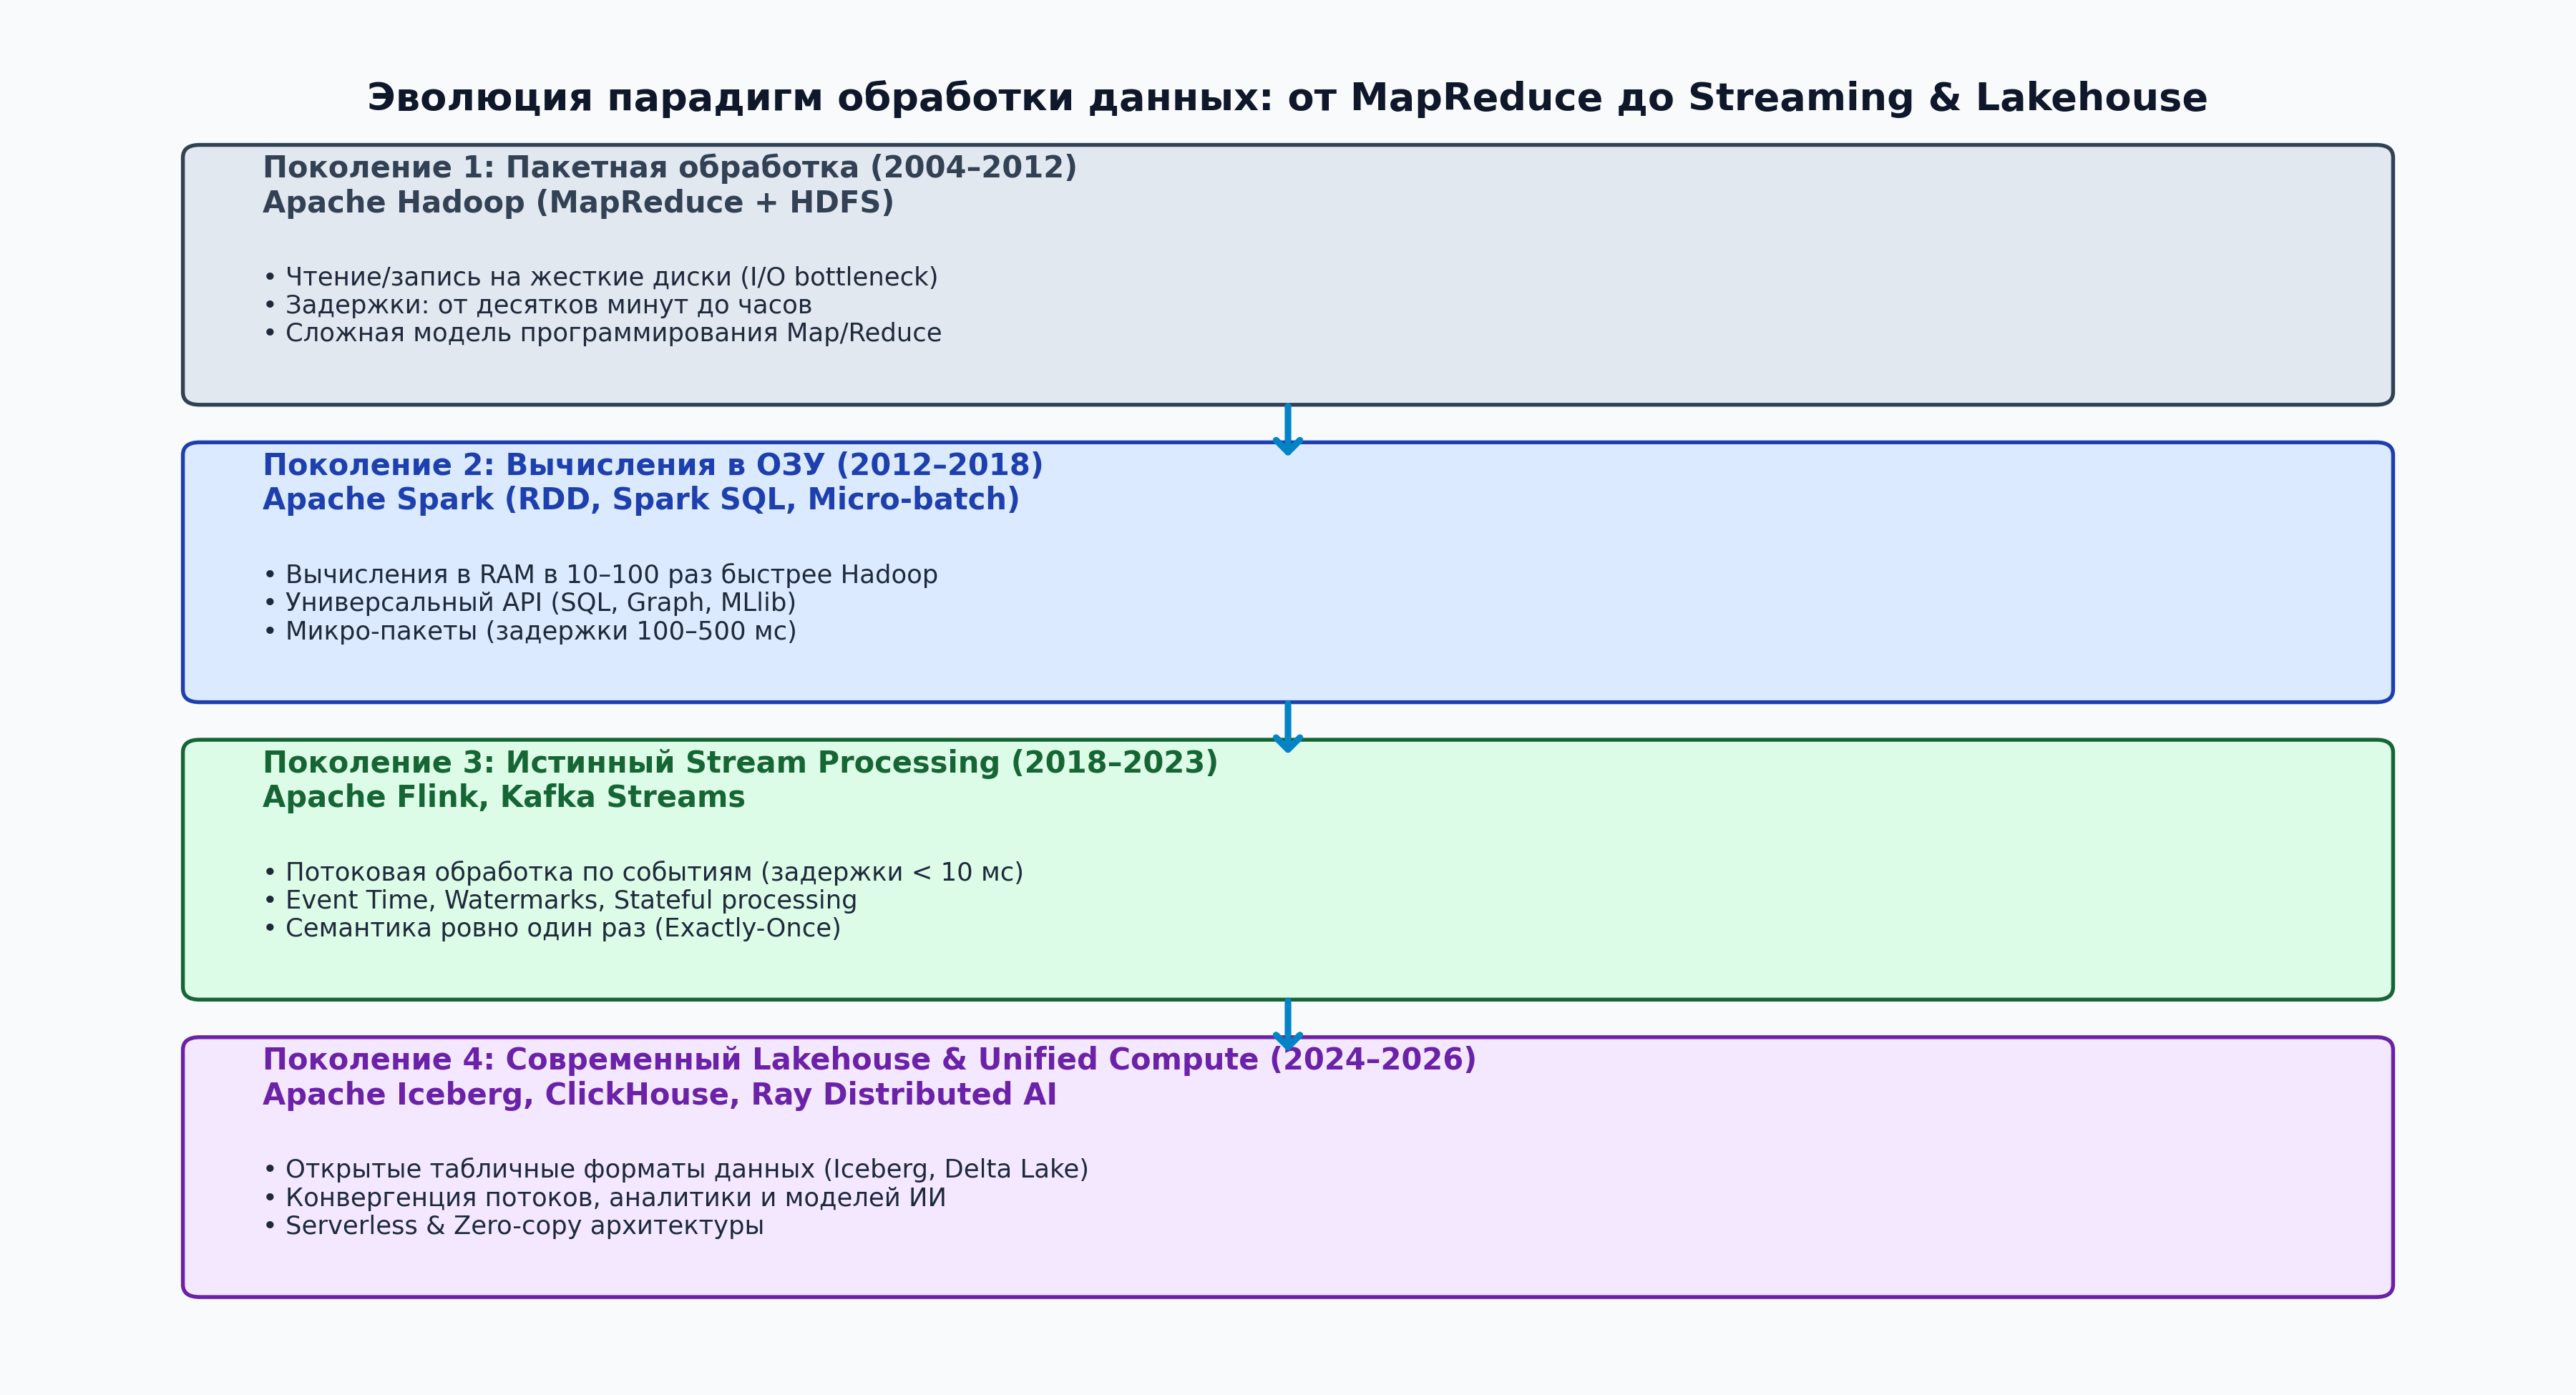 Эволюция парадигм обработки данных: от MapReduce до Streaming & Lakehouse
Поколение 1: Пакетная обработка (2004–2012)
Apache Hadoop (MapReduce + HDFS)
• Чтение/запись на жесткие диски (I/O bottleneck)
• Задержки: от десятков минут до часов
• Сложная модель программирования Map/Reduce
Поколение 2: Вычисления в ОЗУ (2012–2018)
Apache Spark (RDD, Spark SQL, Micro-batch)
• Вычисления в RAM в 10–100 раз быстрее Hadoop
• Универсальный API (SQL, Graph, MLlib)
• Микро-пакеты (задержки 100–500 мс)
Поколение 3: Истинный Stream Processing (2018–2023)
Apache Flink, Kafka Streams
• Потоковая обработка по событиям (задержки < 10 мс)
• Event Time, Watermarks, Stateful processing
• Семантика ровно один раз (Exactly-Once)
Поколение 4: Современный Lakehouse & Unified Compute (2024–2026)
Apache Iceberg, ClickHouse, Ray Distributed AI
• Открытые табличные форматы данных (Iceberg, Delta Lake)
• Конвергенция потоков, аналитики и моделей ИИ
• Serverless & Zero-copy архитектуры